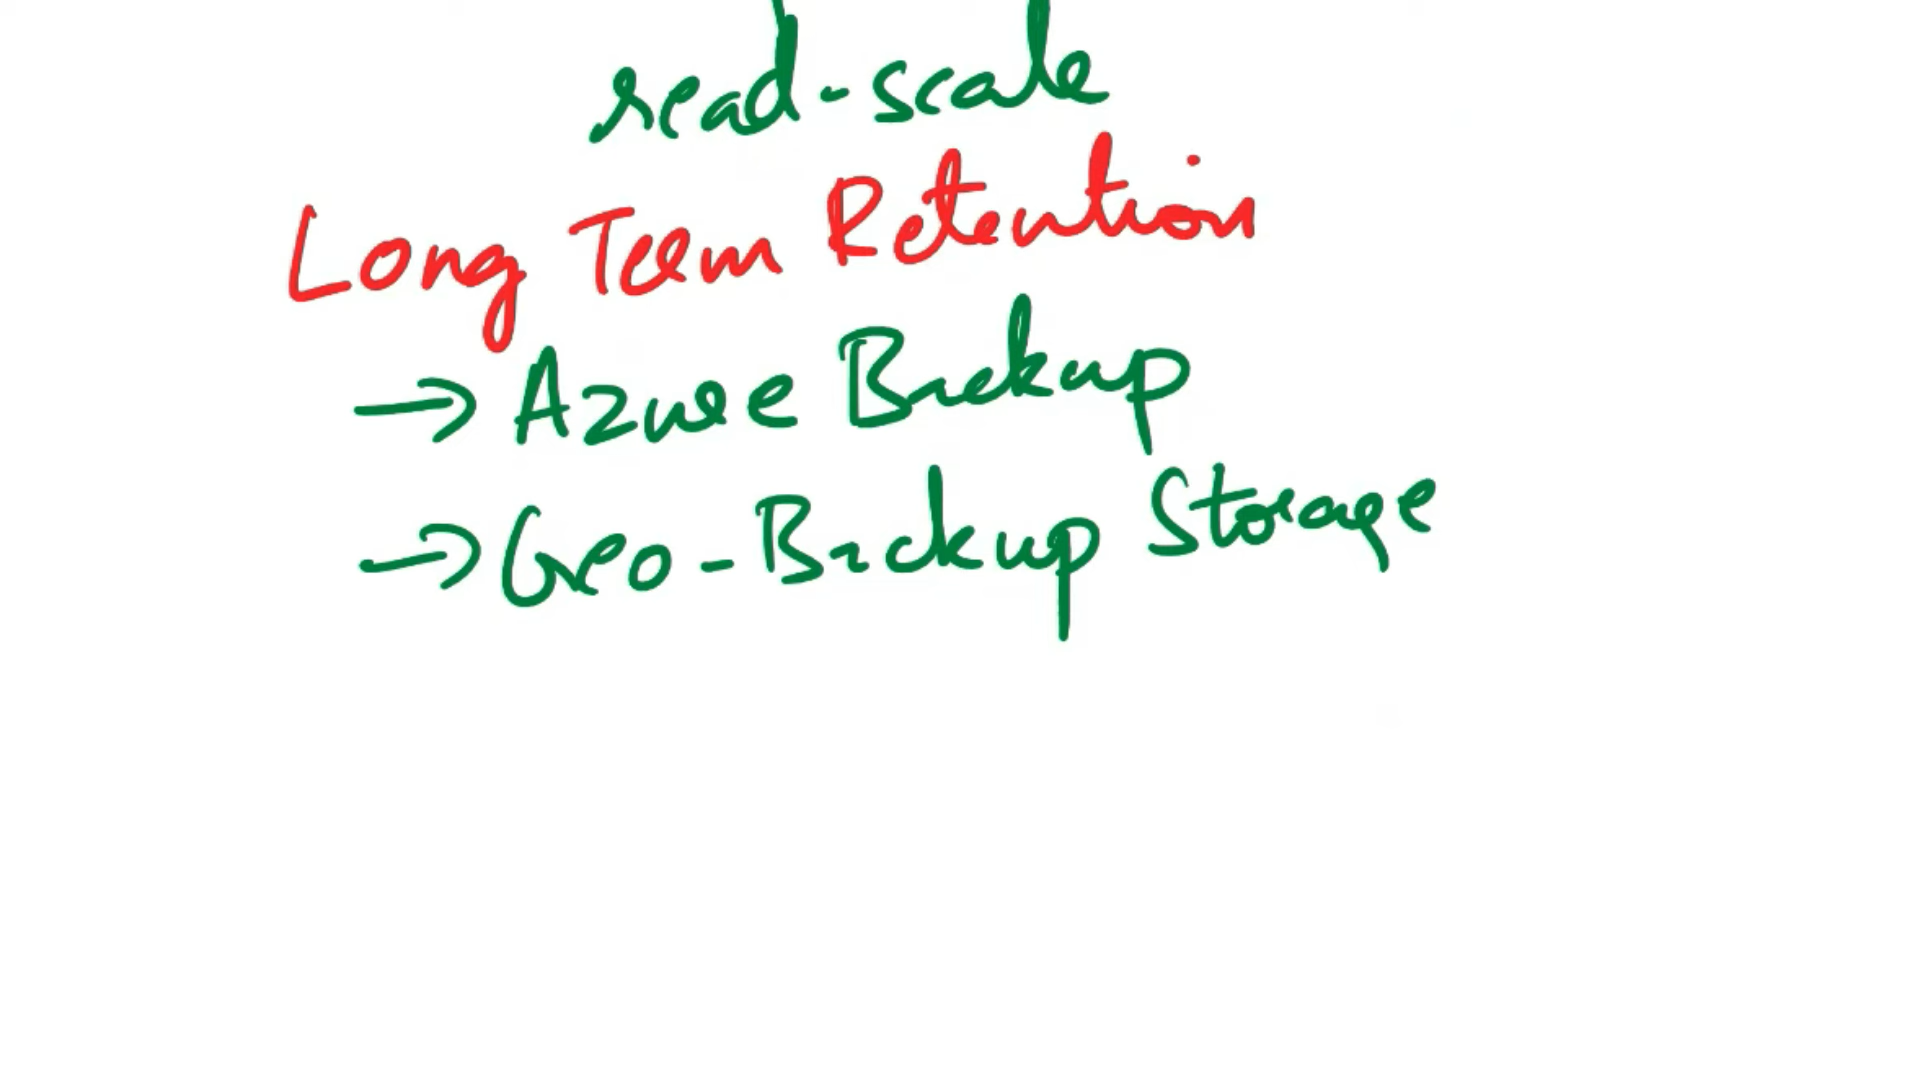 read-scale
Long Term Retention
→ Azure Backup
→ Geo-Backup Storage